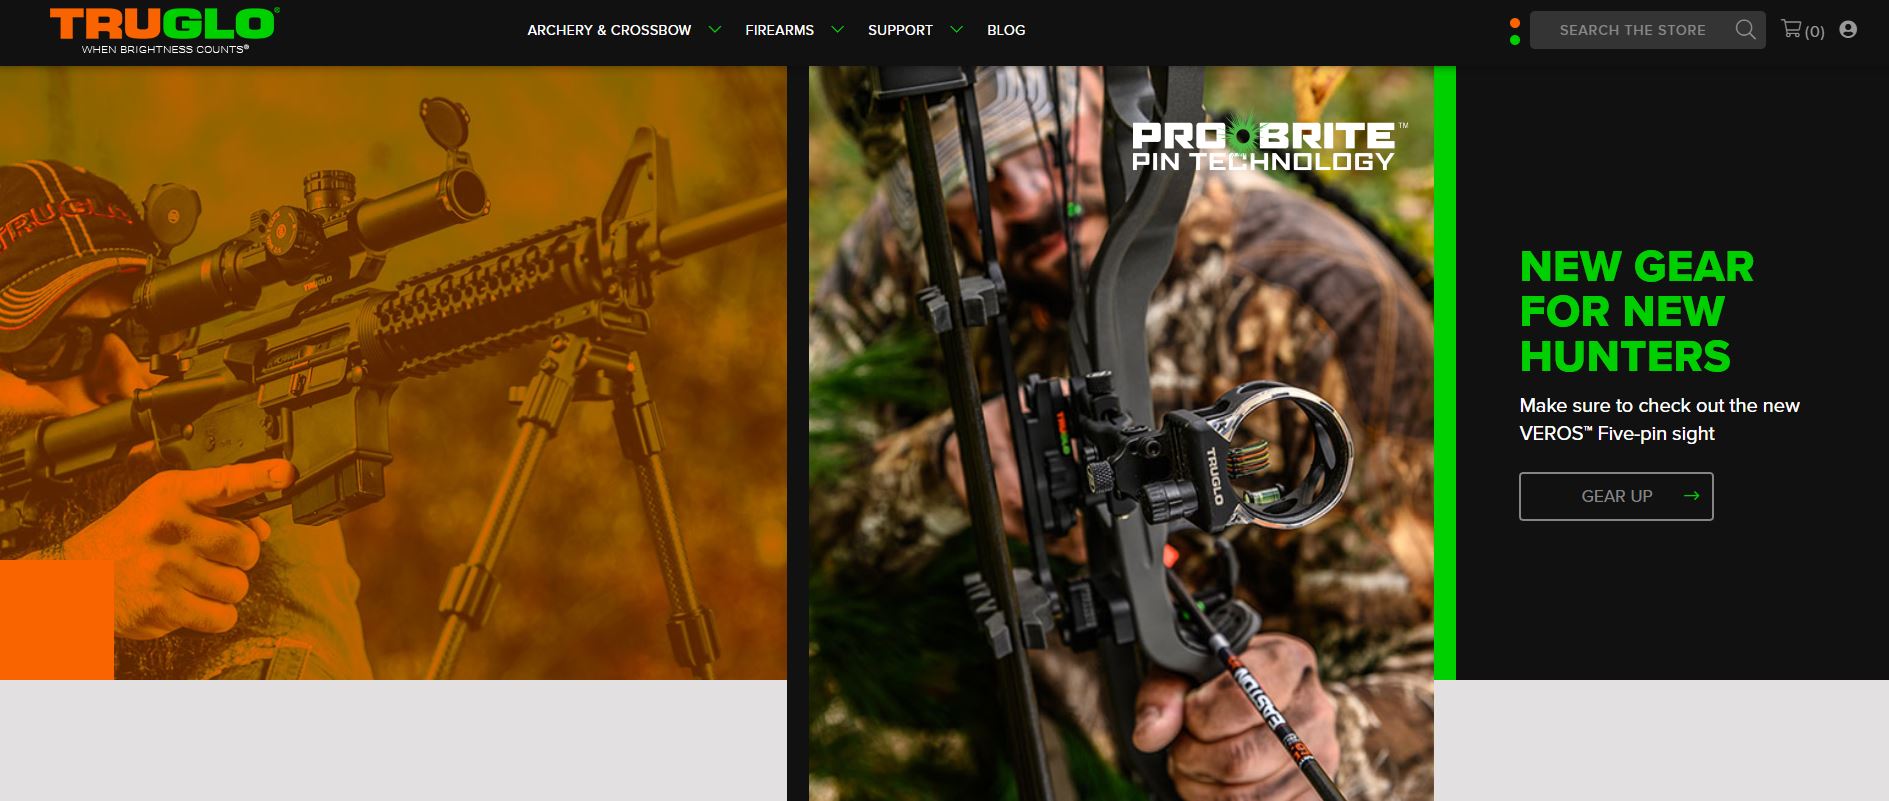 TRUGLO®
WHEN BRIGHTNESS COUNTS®
ARCHERY & CROSSBOW
FIREARMS
SUPPORT
BLOG
SEARCH THE STORE
(0)
TRUGLO
TRUGLO
PRO BRITE™
PIN TECHNOLOGY
TRUGLO
EASTON
NEW GEAR
FOR NEW
HUNTERS
Make sure to check out the new
VEROS™ Five-pin sight
GEAR UP